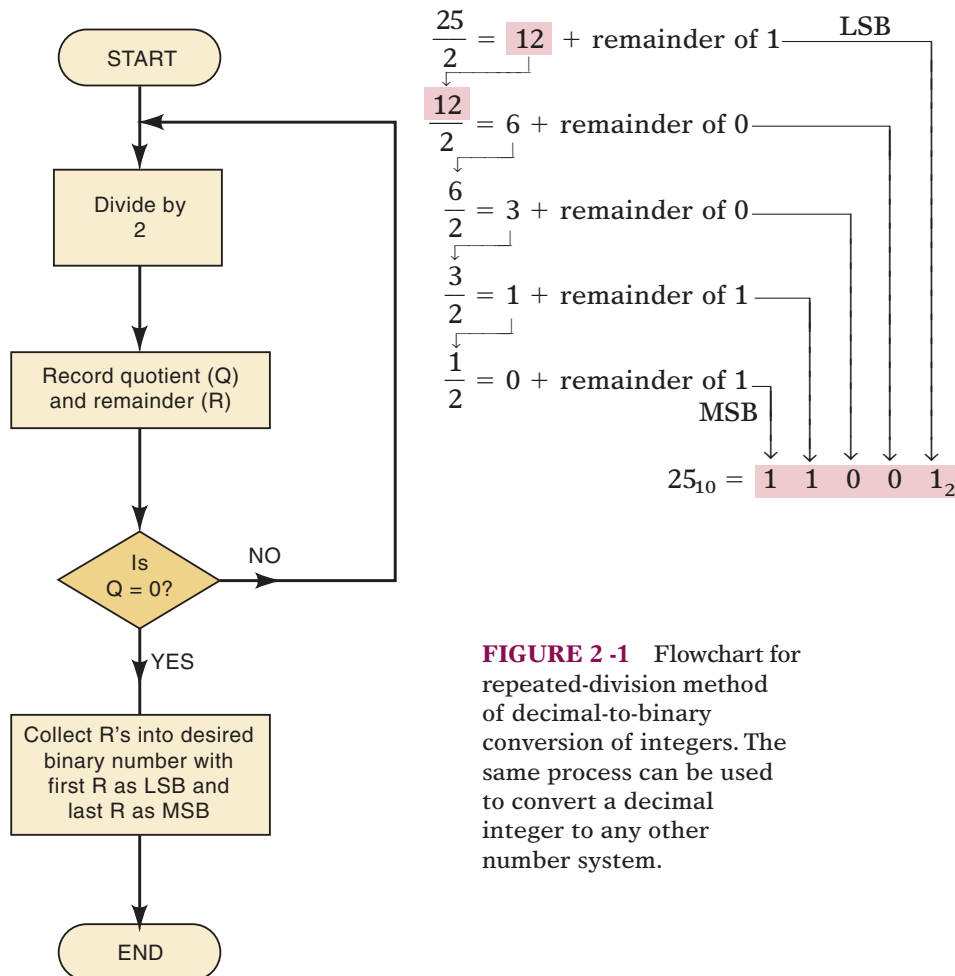 START
Divide by
2
Record quotient (Q)
and remainder (R)
Is
Q = 0?
NO
YES
Collect R's into desired
binary number with
first R as LSB and
last R as MSB
END
25/2 = 12 + remainder of 1 LSB
12/2 = 6 + remainder of 0
6/2 = 3 + remainder of 0
3/2 = 1 + remainder of 1
1/2 = 0 + remainder of 1
MSB
25₁₀ = 1 1 0 0 1₂
FIGURE 2 -1 Flowchart for
repeated-division method
of decimal-to-binary
conversion of integers. The
same process can be used
to convert a decimal
integer to any other
number system.